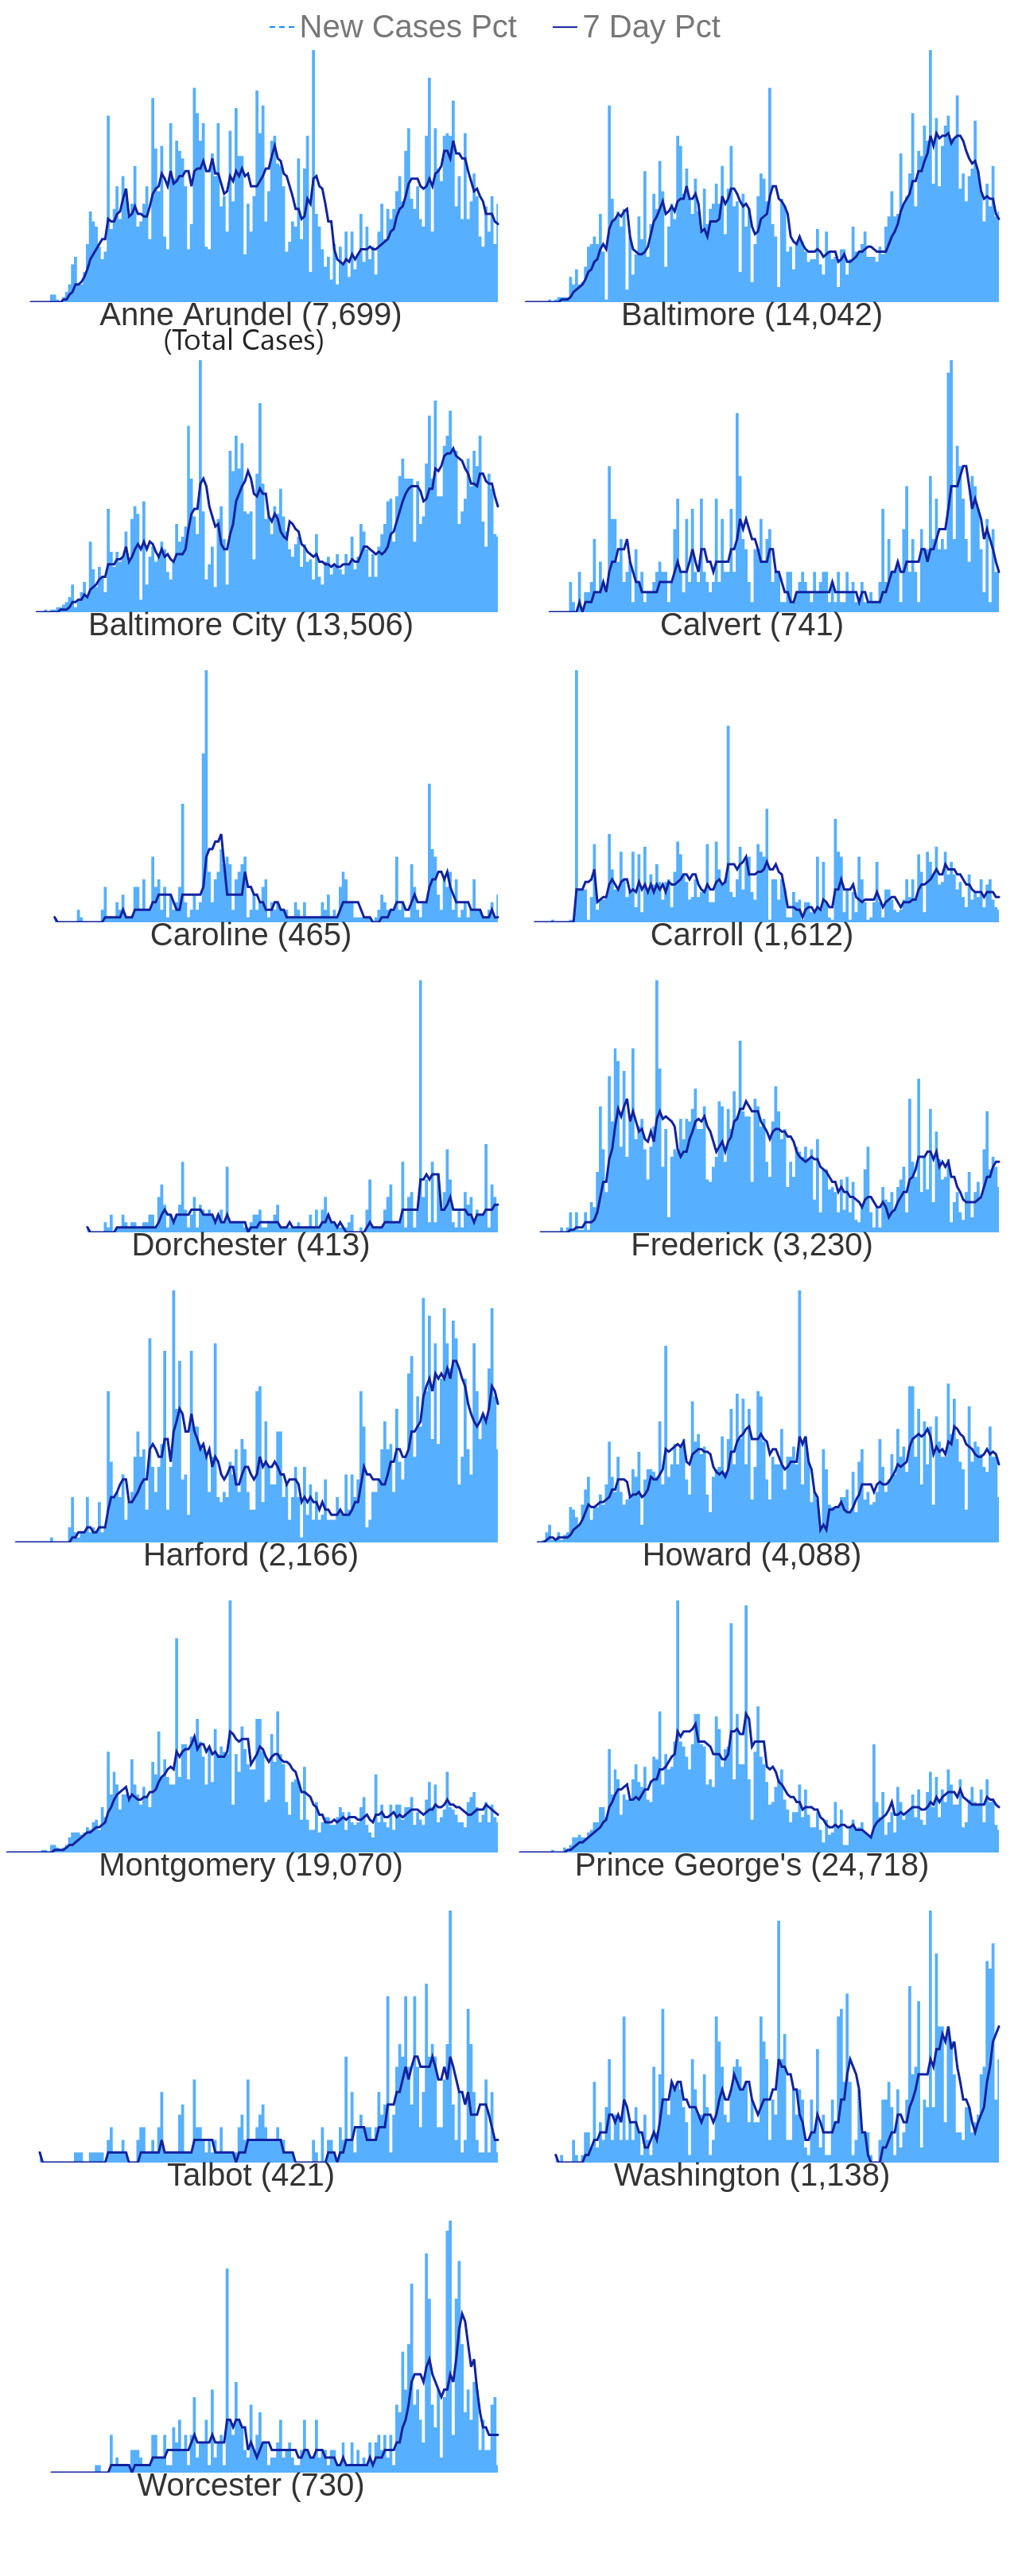 New Cases Pct 7 Day Pct
Anne Arundel (7,699) Baltimore (14,042)
(Total Cases)
Baltimore City (13,506) Calvert (741)
Caroline (465) Carroll (1,612)
Dorchester (413) Frederick (3,230)
Harford (2,166) Howard (4,088)
Montgomery (19,070) Prince George's (24,718)
Talbot (421) Washington (1,138)
Worcester (730)